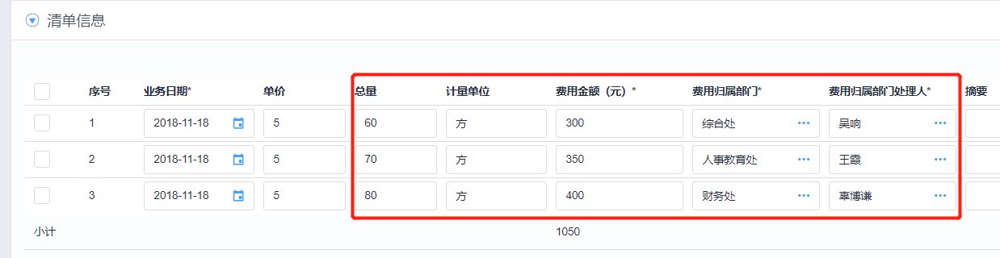 清单信息
序号 业务日期* 单价 总量 计量单位 费用金额（元）* 费用归属部门* 费用归属部门处理人* 摘要
1 2018-11-18 5 60 方 300 综合处 吴响
2 2018-11-18 5 70 方 350 人事教育处 王霞
3 2018-11-18 5 80 方 400 财务处 辜博谦
小计 1050